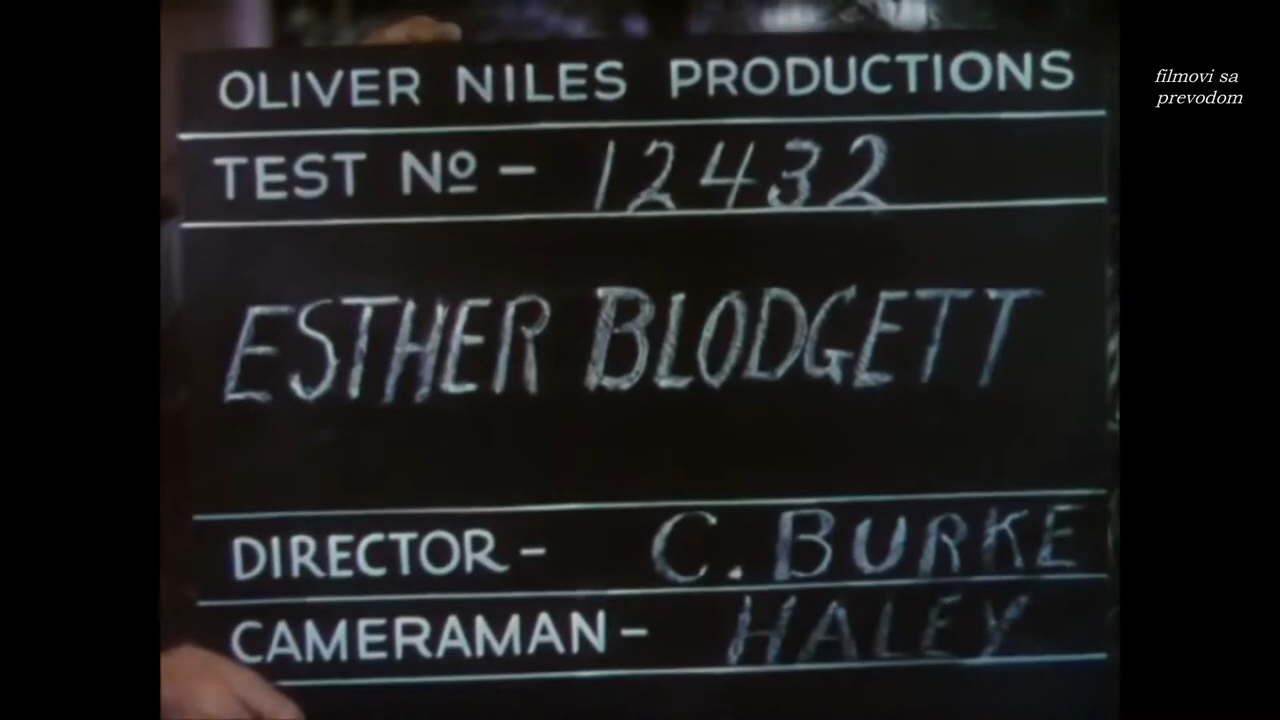 OLIVER NILES PRODUCTIONS
TEST Nº - 12432
ESTHER BLODGETT
DIRECTOR - C. BURKE
CAMERAMAN - HALEY
filmovi sa
prevodom